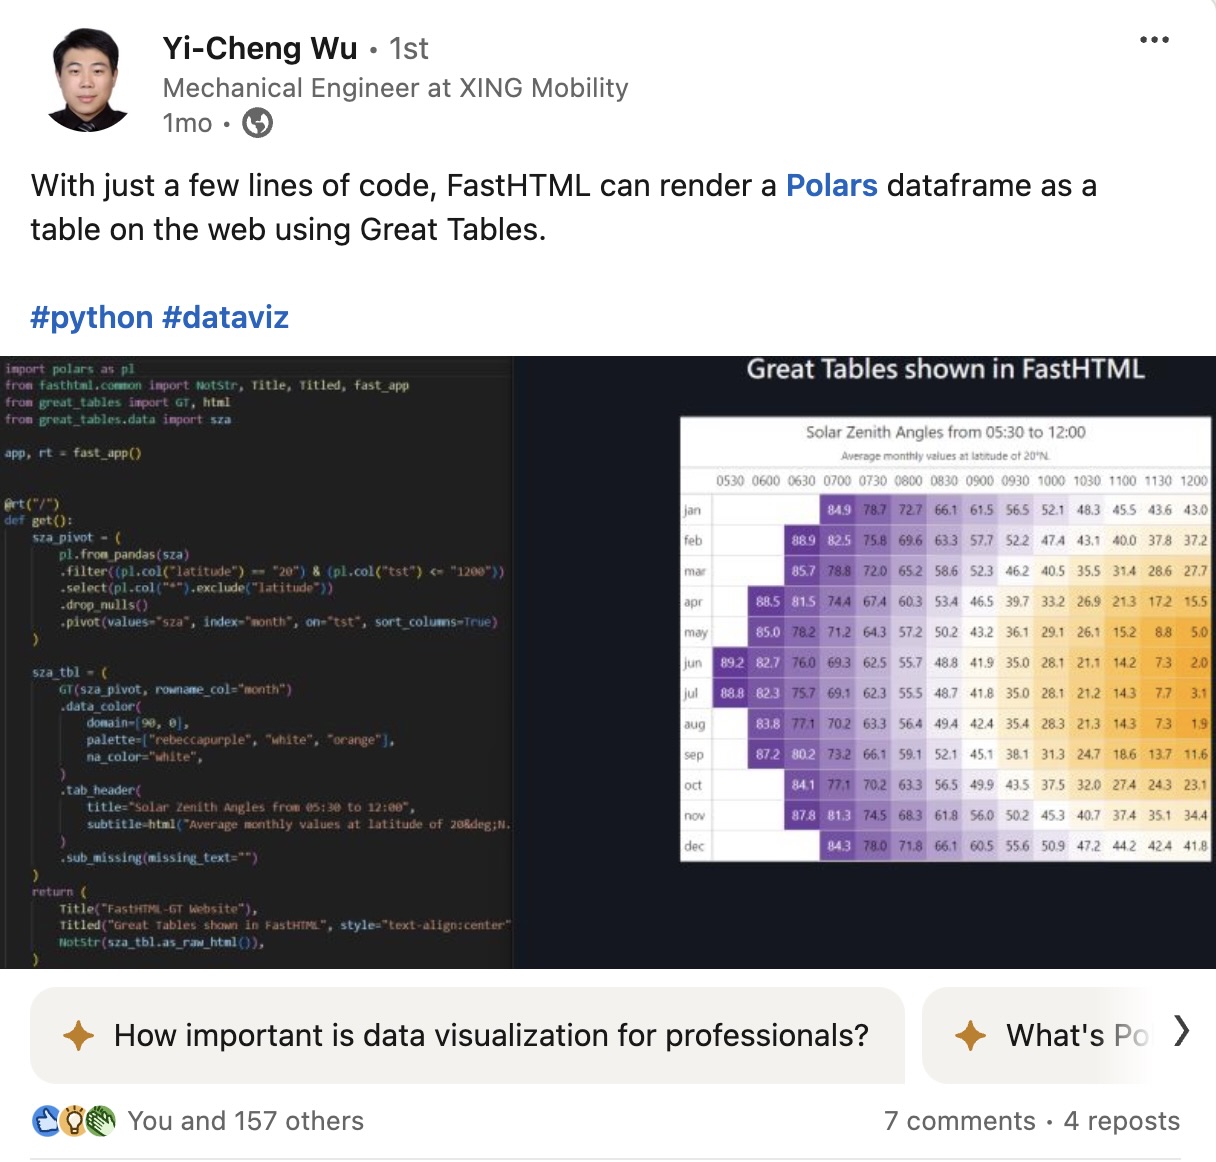 Yi-Cheng Wu • 1st
Mechanical Engineer at XING Mobility
1mo •
With just a few lines of code, FastHTML can render a Polars dataframe as a
table on the web using Great Tables.
#python #dataviz
import polars as pl
from fasthtml.common import NotStr, Title, Titled, fast_app
from great_tables import GT, html
from great_tables.data import sza
app, rt = fast_app()
@rt("/")
def get():
sza_pivot = (
pl.from_pandas(sza)
.filter((pl.col("latitude") == "20") & (pl.col("tst") <= "1200"))
.select(pl.col("*").exclude("latitude"))
.drop_nulls()
.pivot(values="sza", index="month", on="tst", sort_columns=True)
)
sza_tbl = (
GT(sza_pivot, rowname_col="month")
.data_color(
domain=[90, 0],
palette=["rebeccapurple", "white", "orange"],
na_color="white",
)
.tab_header(
title="Solar Zenith Angles from 05:30 to 12:00",
subtitle=html("Average monthly values at latitude of 20&deg;N.
)
.sub_missing(missing_text="")
)
return (
Title("FastHTML-GT Website"),
Titled("Great Tables shown in FastHTML", style="text-align:center"
NotStr(sza_tbl.as_raw_html()),
)
Great Tables shown in FastHTML
Solar Zenith Angles from 05:30 to 12:00
Average monthly values at latitude of 20°N.
0530 0600 0630 0700 0730 0800 0830 0900 0930 1000 1030 1100 1130 1200
jan 84.9 78.7 72.7 66.1 61.5 56.5 52.1 48.3 45.5 43.6 43.0
feb 88.9 82.5 75.8 69.6 63.3 57.7 52.2 47.4 43.1 40.0 37.8 37.2
mar 85.7 78.8 72.0 65.2 58.6 52.3 46.2 40.5 35.5 31.4 28.6 27.7
apr 88.5 81.5 74.4 67.4 60.3 53.4 46.5 39.7 33.2 26.9 21.3 17.2 15.5
may 85.0 78.2 71.2 64.3 57.2 50.2 43.2 36.1 29.1 26.1 15.2 8.8 5.0
jun 89.2 82.7 76.0 69.3 62.5 55.7 48.8 41.9 35.0 28.1 21.1 14.2 7.3 2.0
jul 88.8 82.3 75.7 69.1 62.3 55.5 48.7 41.8 35.0 28.1 21.2 14.3 7.7 3.1
aug 83.8 77.1 70.2 63.3 56.4 49.4 42.4 35.4 28.3 21.3 14.3 7.3 1.9
sep 87.2 80.2 73.2 66.1 59.1 52.1 45.1 38.1 31.3 24.7 18.6 13.7 11.6
oct 84.1 77.1 70.2 63.3 56.5 49.9 43.5 37.5 32.0 27.4 24.3 23.1
nov 87.8 81.3 74.5 68.3 61.8 56.0 50.2 45.3 40.7 37.4 35.1 34.4
dec 84.3 78.0 71.8 66.1 60.5 55.6 50.9 47.2 44.2 42.4 41.8
How important is data visualization for professionals?
What's Po
You and 157 others
7 comments • 4 reposts